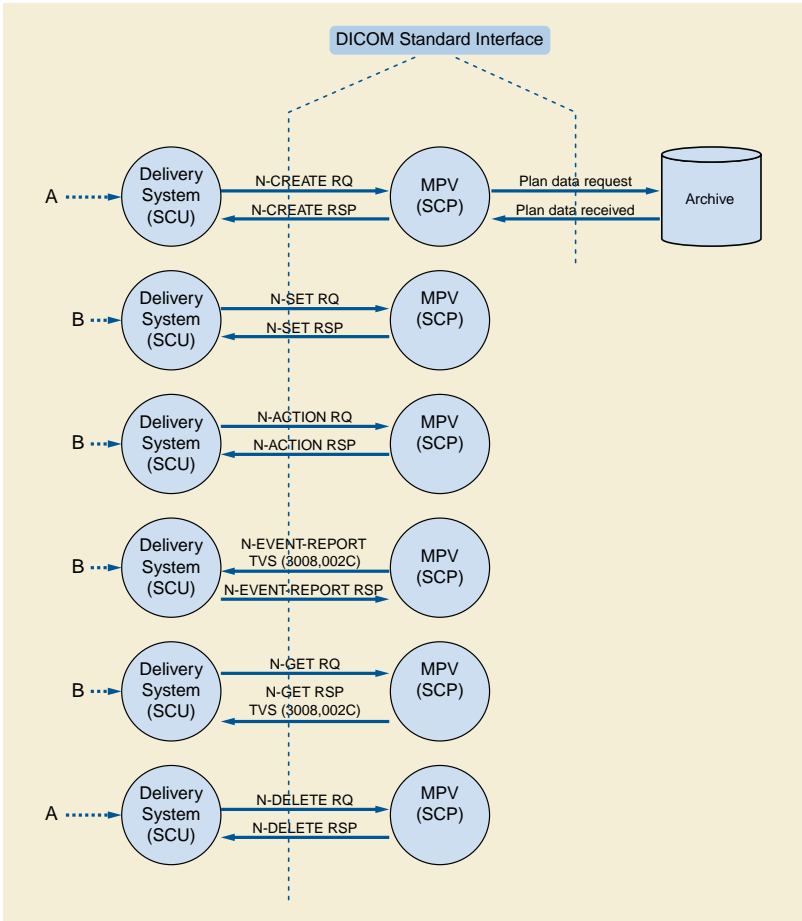 DICOM Standard Interface
A
Delivery
System
(SCU)
N-CREATE RQ
N-CREATE RSP
MPV
(SCP)
Plan data request
Plan data received
Archive
B
Delivery
System
(SCU)
N-SET RQ
N-SET RSP
MPV
(SCP)
B
Delivery
System
(SCU)
N-ACTION RQ
N-ACTION RSP
MPV
(SCP)
B
Delivery
System
(SCU)
N-EVENT-REPORT
TVS (3008,002C)
N-EVENT-REPORT RSP
MPV
(SCP)
B
Delivery
System
(SCU)
N-GET RQ
N-GET RSP
TVS (3008,002C)
MPV
(SCP)
A
Delivery
System
(SCU)
N-DELETE RQ
N-DELETE RSP
MPV
(SCP)